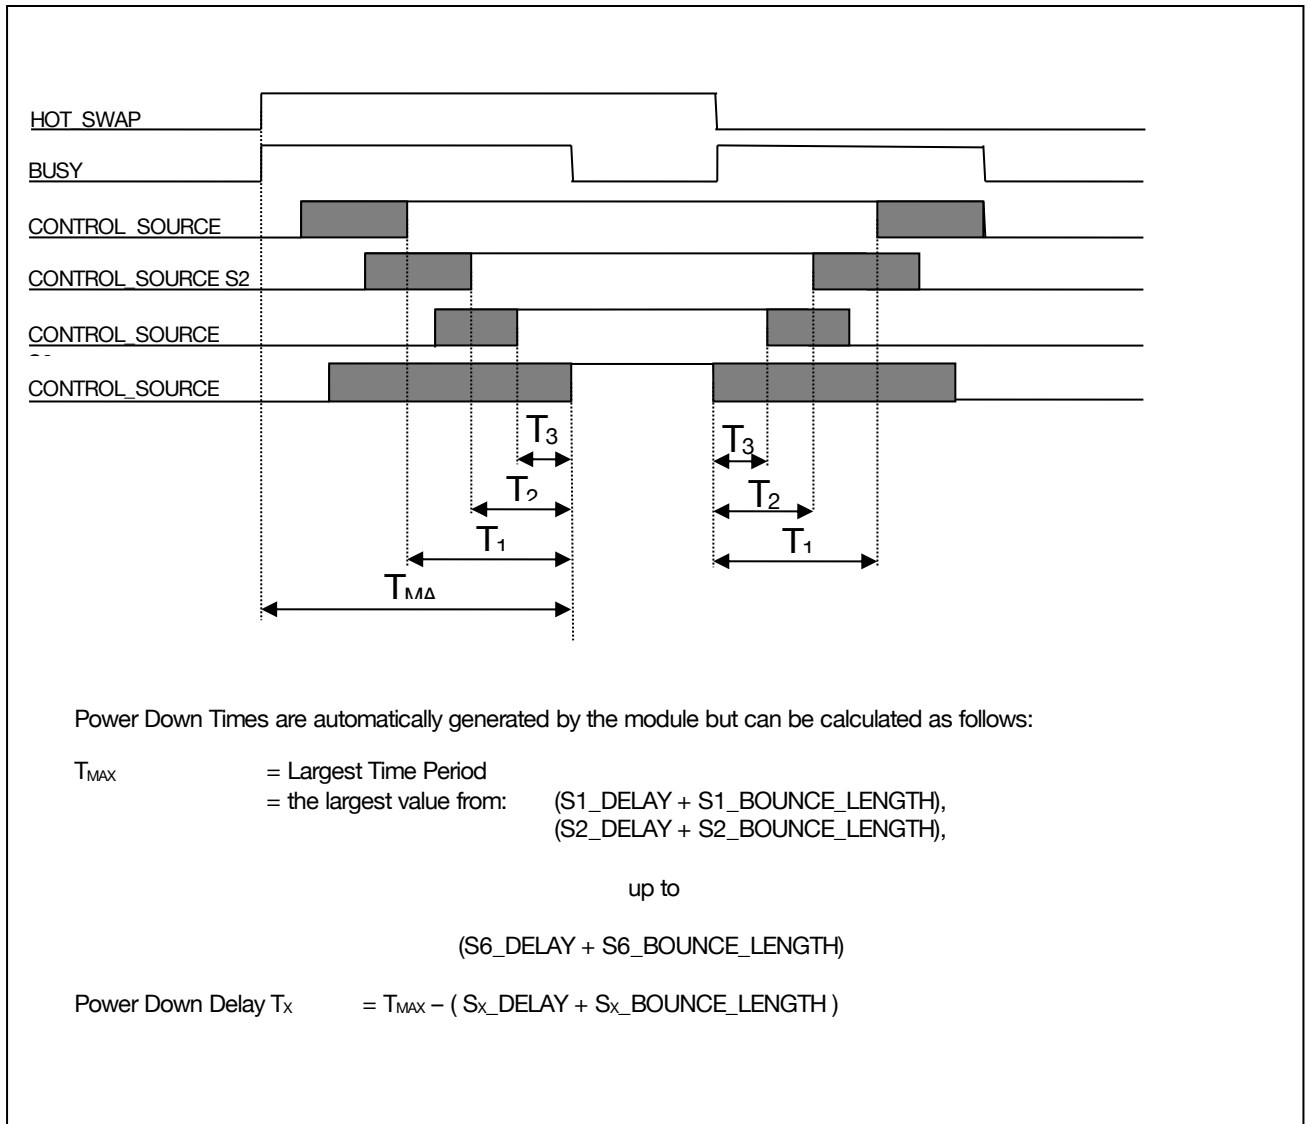 HOT_SWAP
BUSY
CONTROL_SOURCE
CONTROL_SOURCE S2
CONTROL_SOURCE
CONTROL_SOURCE
T3 T3
T2 T2
T1 T1
TMA
Power Down Times are automatically generated by the module but can be calculated as follows:
TMAX = Largest Time Period
= the largest value from: (S1_DELAY + S1_BOUNCE_LENGTH),
(S2_DELAY + S2_BOUNCE_LENGTH),
up to
(S6_DELAY + S6_BOUNCE_LENGTH)
Power Down Delay TX = TMAX – ( SX_DELAY + SX_BOUNCE_LENGTH )